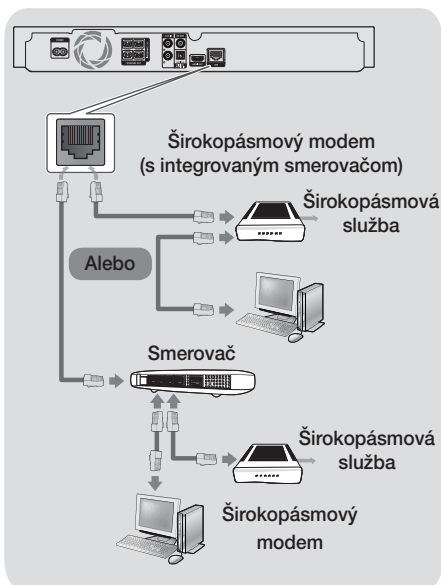 Širokopásmový modem
(s integrovaným smerovačom)
Širokopásmová
služba
Alebo
Smerovač
Širokopásmová
služba
Širokopásmový
modem